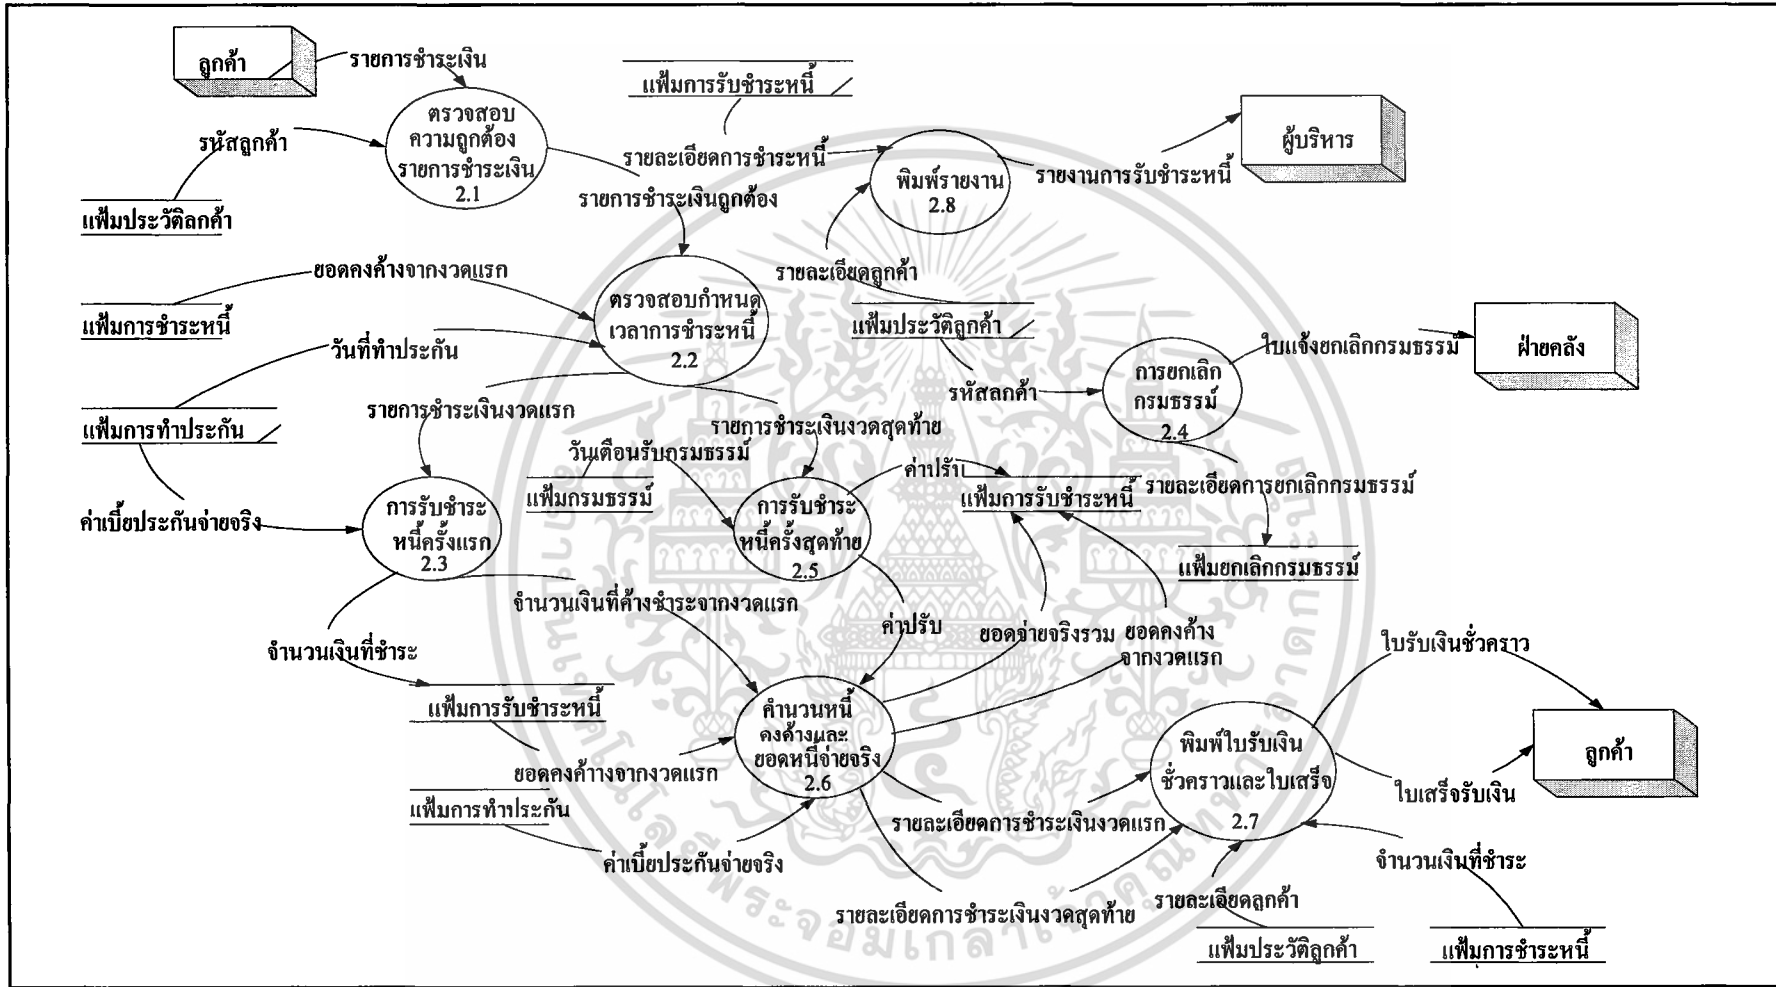 ลูกค้า
รายการชำระเงิน
แฟ้มการรับชำระหนี้
ตรวจสอบ
ความถูกต้อง
รายการชำระเงิน
2.1
รหัสลูกค้า
แฟ้มประวัติลกค้า
รายละเอียดการชำระหนี้
รายการชำระเงินถูกต้อง
พิมพ์รายงาน
2.8
รายงานการรับชำระหนี้
ผู้บริหาร
ยอดคงค้างจากงวดแรก
แฟ้มการชำระหนี้
ตรวจสอบกำหนด
เวลาการชำระหนี้
2.2
รายละเอียดลูกค้า
แฟ้มประวัติลูกค้า
วันที่ทำประกัน
แฟ้มการทำประกัน
รายการชำระเงินงวดแรก
รายการชำระเงินงวดสุดท้าย
รหัสลกค้า
การยกเลิก
กรมธรรม์
2.4
ใบแจ้งยกเลิกกรมธรรม์
ฝ่ายคลัง
ค่าเบี้ยประกันจ่ายจริง
การรับชำระ
หนี้ครั้งแรก
2.3
วันเดือนรับกรมธรรม์
แฟ้มกรมธรรม์
การรับชำระ
หนี้ครั้งสุดท้าย
2.5
ค่าปรับ
แฟ้มการรับชำระหนี้
รายละเอียดการยกเลิกกรมธรรม์
แฟ้มยกเลิกกรมธรรม์
จำนวนเงินที่ค้างชำระจากงวดแรก
ค่าปรับ
ยอดจ่ายจริงรวม
ยอดคงค้าง
จากงวดแรก
จำนวนเงินที่ชำระ
แฟ้มการรับชำระหนี้
ยอดคงค้าางจากงวดแรก
แฟ้มการทำประกัน
ค่าเบี้ยประกันจ่ายจริง
คำนวนหนี้
คงค้างและ
ยอดหนี้จ่ายจริง
2.6
รายละเอียดการชำระเงินงวดแรก
รายละเอียดการชำระเงินงวดสุดท้าย
พิมพ์ใบรับเงิน
ชั่วคราวและใบเสร็จ
2.7
ใบรับเงินชั่วคราว
ใบเสร็จรับเงิน
ลูกค้า
จำนวนเงินที่ชำระ
รายละเอียดลูกค้า
แฟ้มประวัติลูกค้า
แฟ้มการชำระหนี้